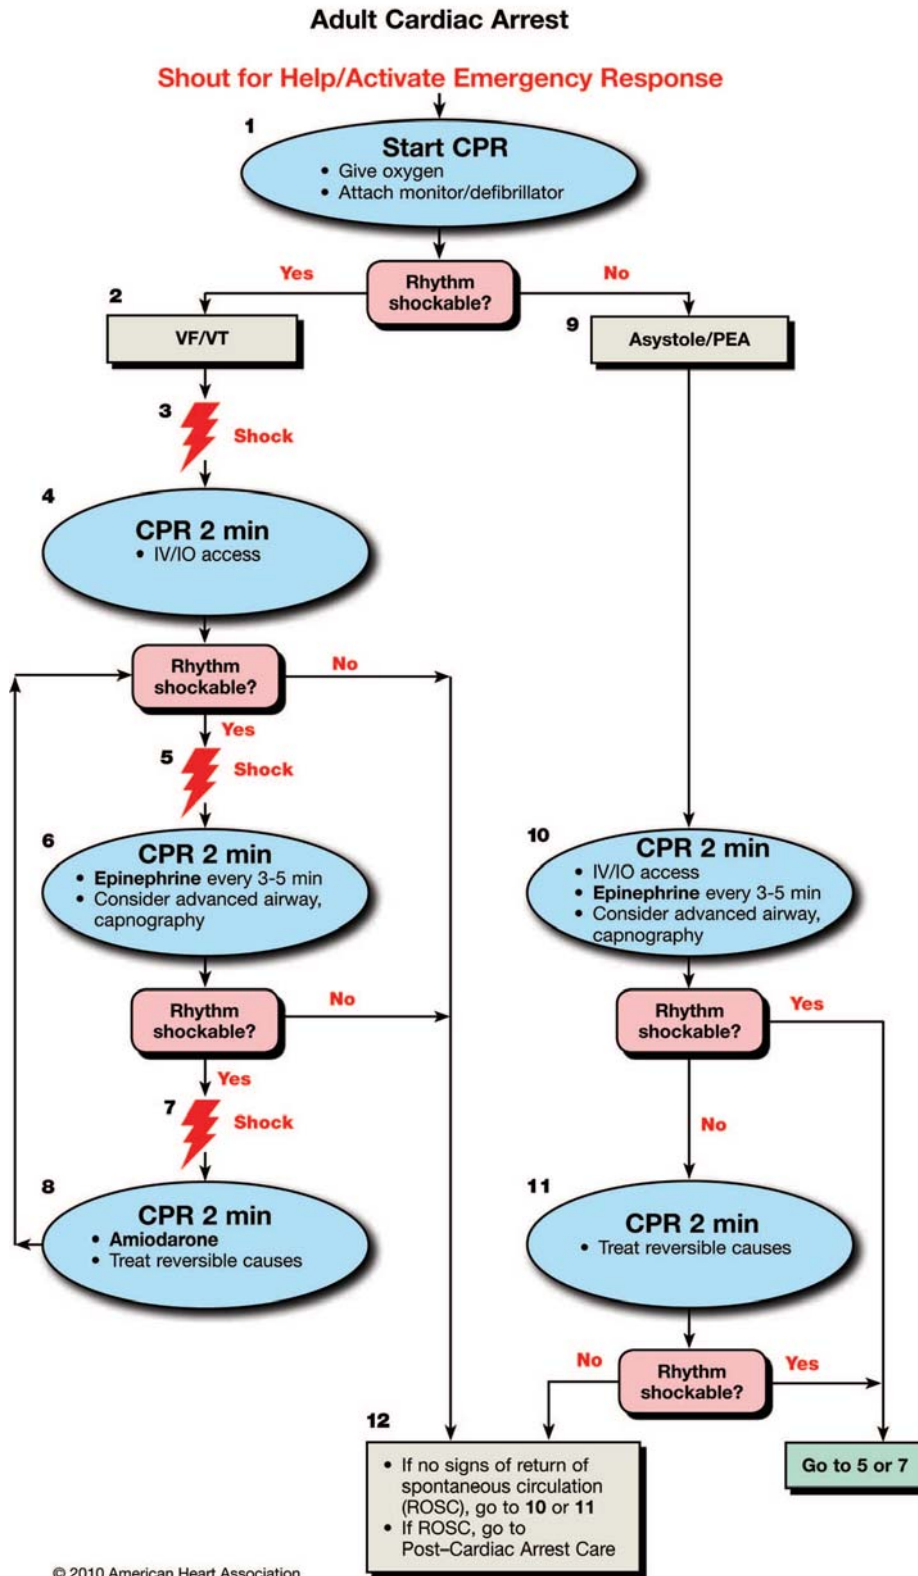 Adult Cardiac Arrest
Shout for Help/Activate Emergency Response
1
Start CPR
• Give oxygen
• Attach monitor/defibrillator
Rhythm
shockable?
Yes
No
2
VF/VT
9
Asystole/PEA
3
Shock
4
CPR 2 min
• IV/IO access
Rhythm
shockable?
No
Yes
5
Shock
6
CPR 2 min
• Epinephrine every 3-5 min
• Consider advanced airway,
capnography
Rhythm
shockable?
No
Yes
7
Shock
8
CPR 2 min
• Amiodarone
• Treat reversible causes
10
CPR 2 min
• IV/IO access
• Epinephrine every 3-5 min
• Consider advanced airway,
capnography
Rhythm
shockable?
Yes
No
11
CPR 2 min
• Treat reversible causes
Rhythm
shockable?
No
Yes
12
• If no signs of return of
spontaneous circulation
(ROSC), go to 10 or 11
• If ROSC, go to
Post–Cardiac Arrest Care
Go to 5 or 7
© 2010 American Heart Association